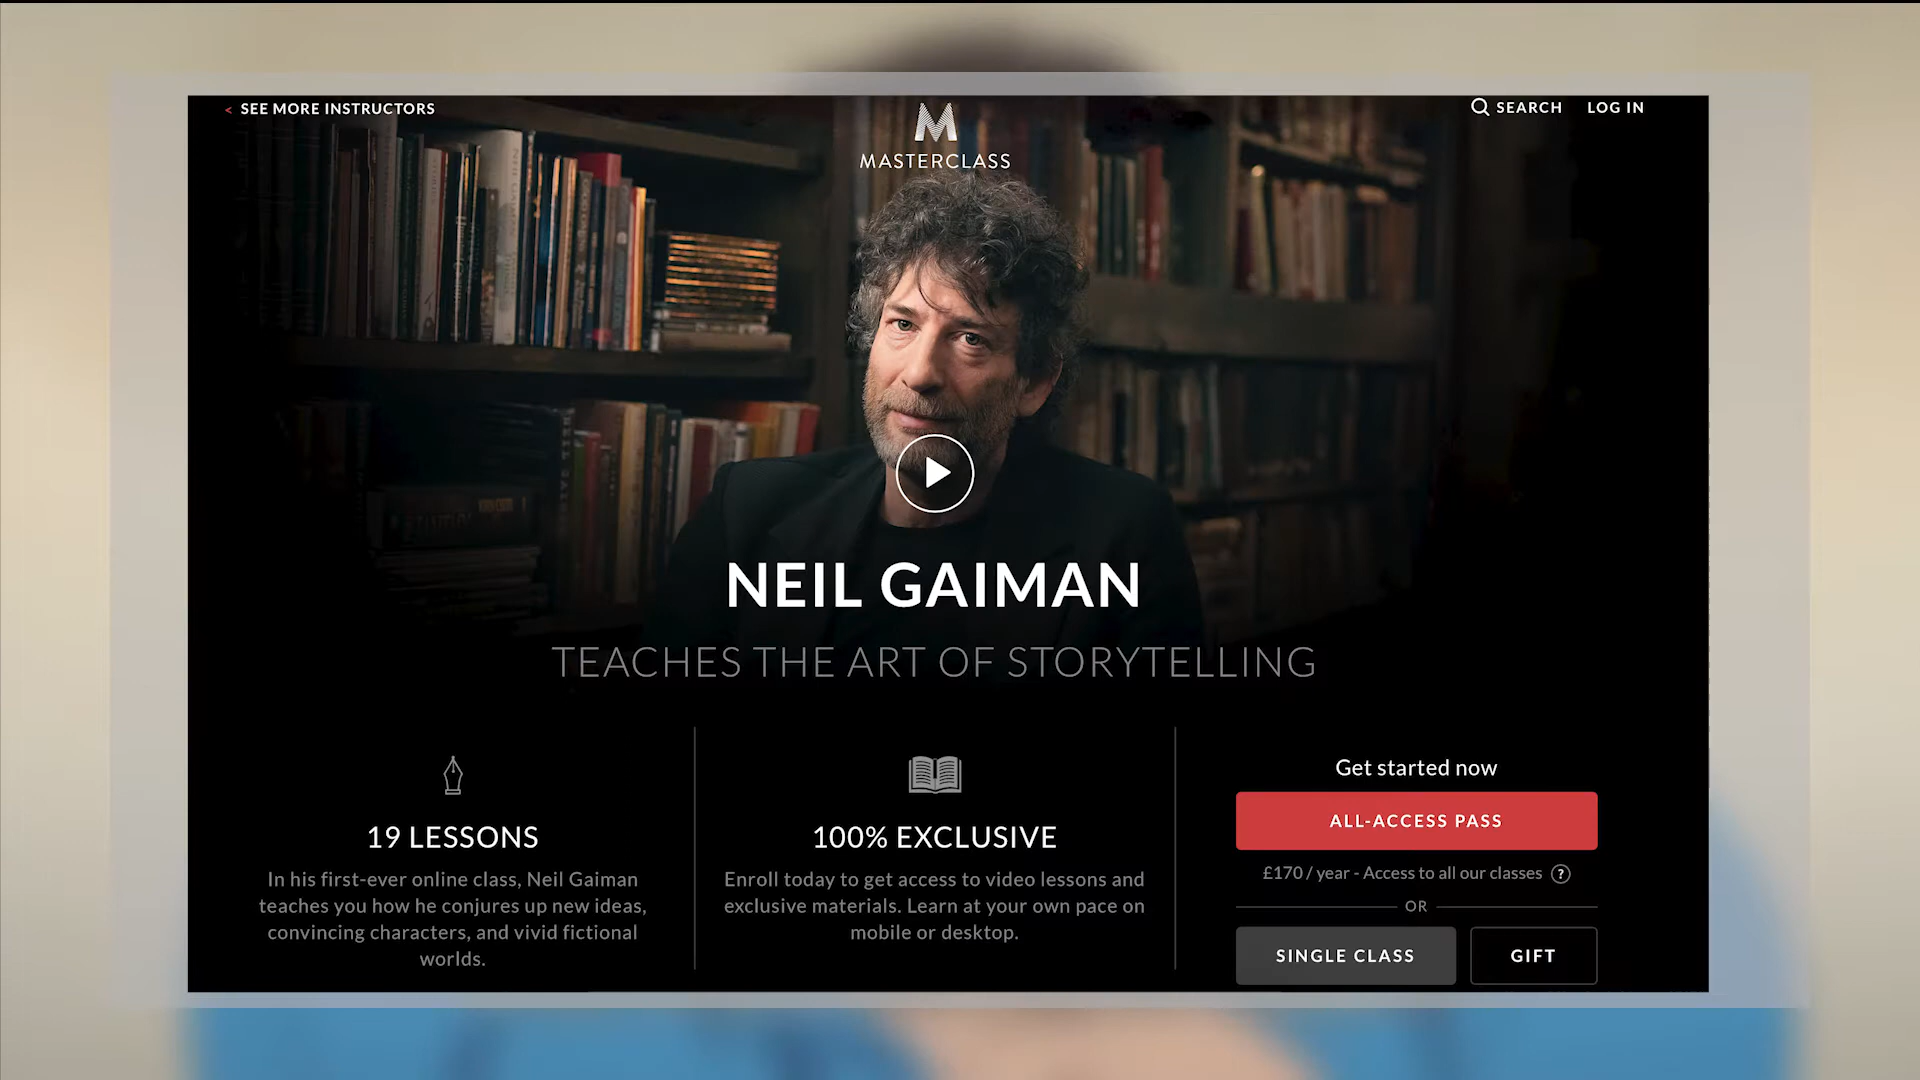 < SEE MORE INSTRUCTORS
SEARCH
LOG IN
MASTERCLASS
NEIL GAIMAN
TEACHES THE ART OF STORYTELLING
19 LESSONS
In his first-ever online class, Neil Gaiman
teaches you how he conjures up new ideas,
convincing characters, and vivid fictional
worlds.
100% EXCLUSIVE
Enroll today to get access to video lessons and
exclusive materials. Learn at your own pace on
mobile or desktop.
Get started now
ALL-ACCESS PASS
£170 / year - Access to all our classes ?
OR
SINGLE CLASS
GIFT